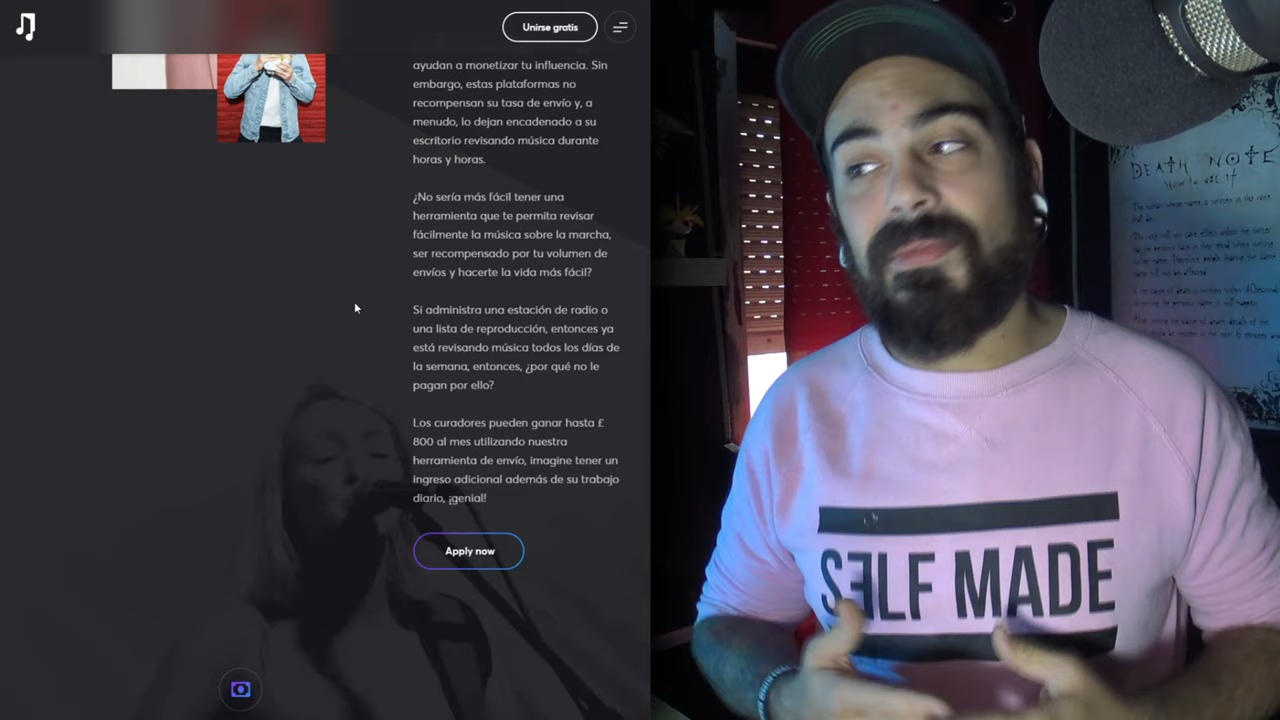 Unirse gratis
ayudan a monetizar tu influencia. Sin
embargo, estas plataformas no
recompensan su tasa de envío y, a
menudo, lo dejan encadenado a su
escritorio revisando música durante
horas y horas.
¿No sería más fácil tener una
herramienta que te permita revisar
fácilmente la música sobre la marcha,
ser recompensado por tu volumen de
envíos y hacerte la vida más fácil?
Si administra una estación de radio o
una lista de reproducción, entonces ya
está revisando música todos los días de
la semana, entonces, ¿por qué no le
pagan por ello?
Los curadores pueden ganar hasta £
800 al mes utilizando nuestra
herramienta de envío, imagine tener un
ingreso adicional además de su trabajo
diario, ¡genial!
Apply now
DEATH NOTE
How to use it
SELF MADE